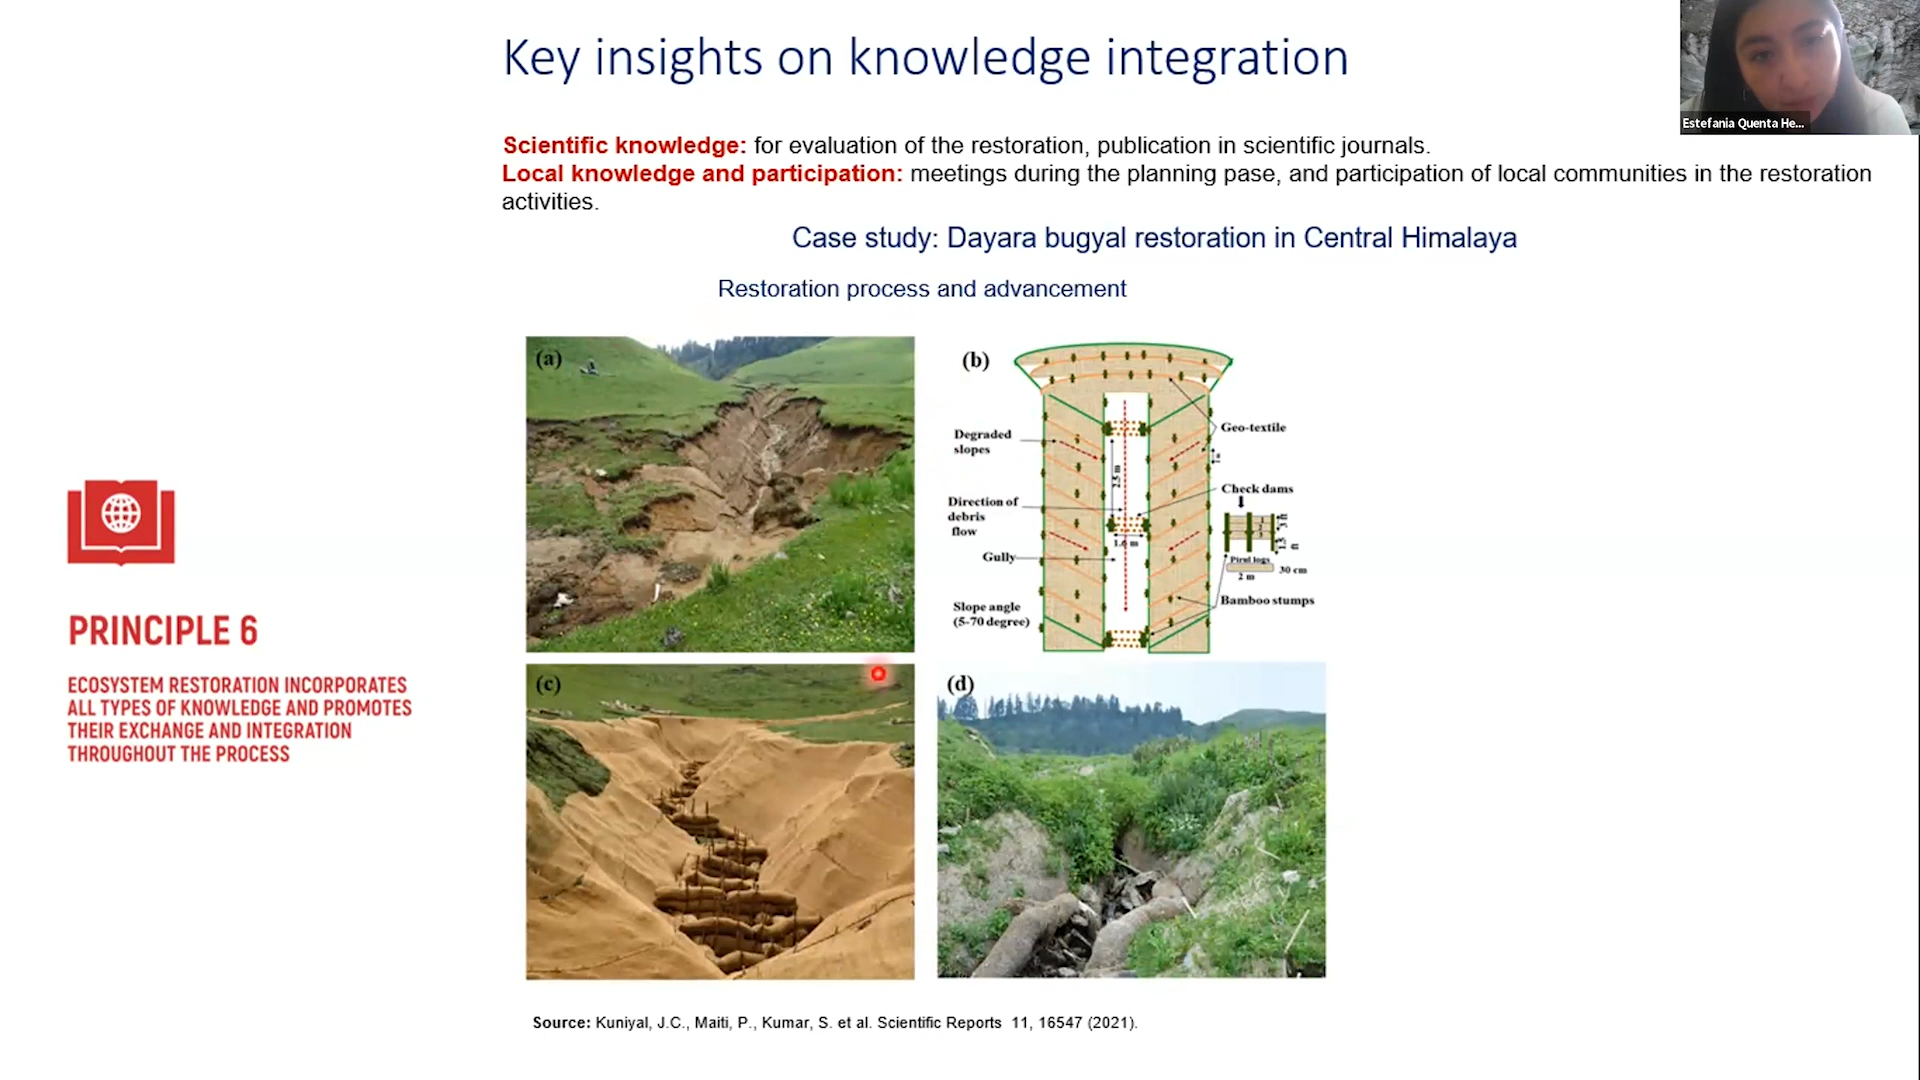 Key insights on knowledge integration
Estefania Quenta He...
Scientific knowledge: for evaluation of the restoration, publication in scientific journals.
Local knowledge and participation: meetings during the planning pase, and participation of local communities in the restoration
activities.
Case study: Dayara bugyal restoration in Central Himalaya
Restoration process and advancement
(a)
(b)
Degraded
slopes
Direction of
debris
flow
Gully
Slope angle
(5-70 degree)
2.5 m
1.6 m
Geo-textile
Check dams
Pirul logs
2 m
30 cm
Bamboo stumps
(c)
(d)
PRINCIPLE 6
ECOSYSTEM RESTORATION INCORPORATES
ALL TYPES OF KNOWLEDGE AND PROMOTES
THEIR EXCHANGE AND INTEGRATION
THROUGHOUT THE PROCESS
Source: Kuniyal, J.C., Maiti, P., Kumar, S. et al. Scientific Reports 11, 16547 (2021).